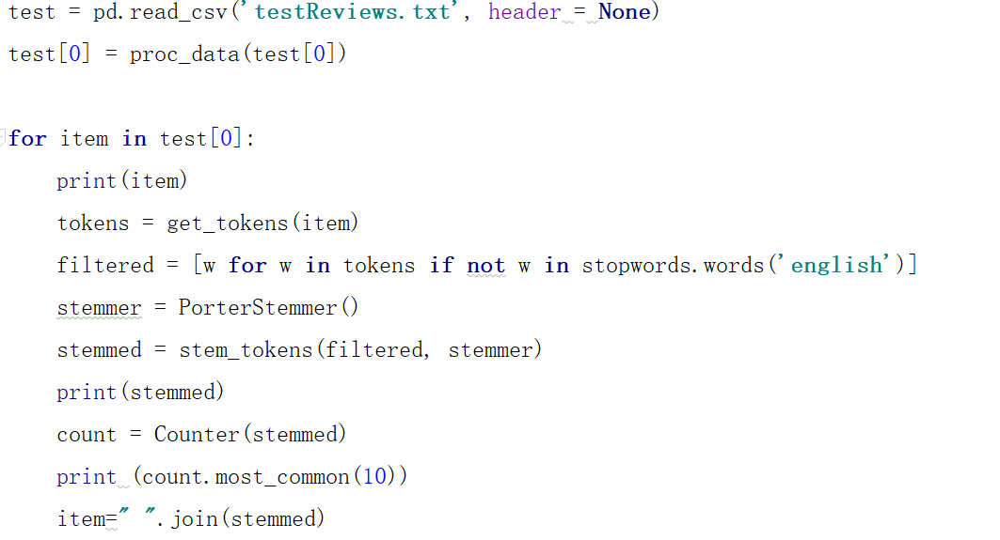 test = pd.read_csv('testReviews.txt', header = None)
test[0] = proc_data(test[0])
for item in test[0]:
    print(item)
    tokens = get_tokens(item)
    filtered = [w for w in tokens if not w in stopwords.words('english')]
    stemmer = PorterStemmer()
    stemmed = stem_tokens(filtered, stemmer)
    print(stemmed)
    count = Counter(stemmed)
    print (count.most_common(10))
    item=" ".join(stemmed)